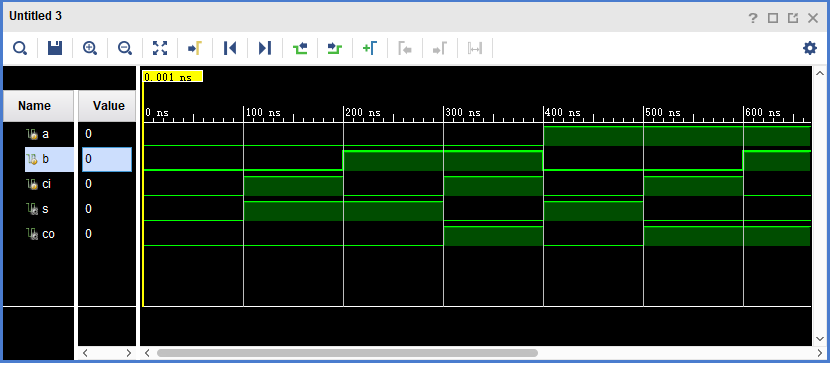 Untitled 3
0.001 ns
Name Value
0 ns 100 ns 200 ns 300 ns 400 ns 500 ns 600 ns
a 0
b 0
ci 0
s 0
co 0